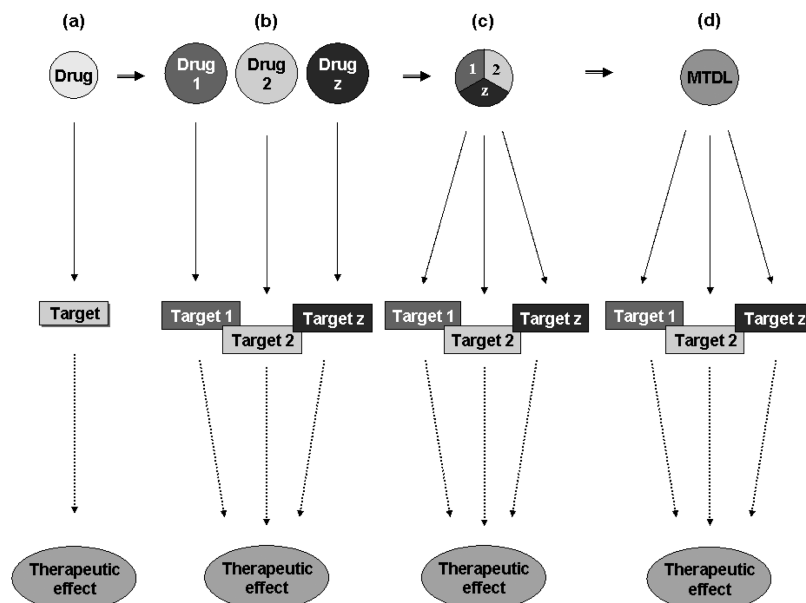 (a)
(b)
(c)
(d)
Drug
Drug
1
Drug
2
Drug
z
1
2
z
MTDL
Target
Target 1
Target 2
Target z
Target 1
Target 2
Target z
Target 1
Target 2
Target z
Therapeutic
effect
Therapeutic
effect
Therapeutic
effect
Therapeutic
effect